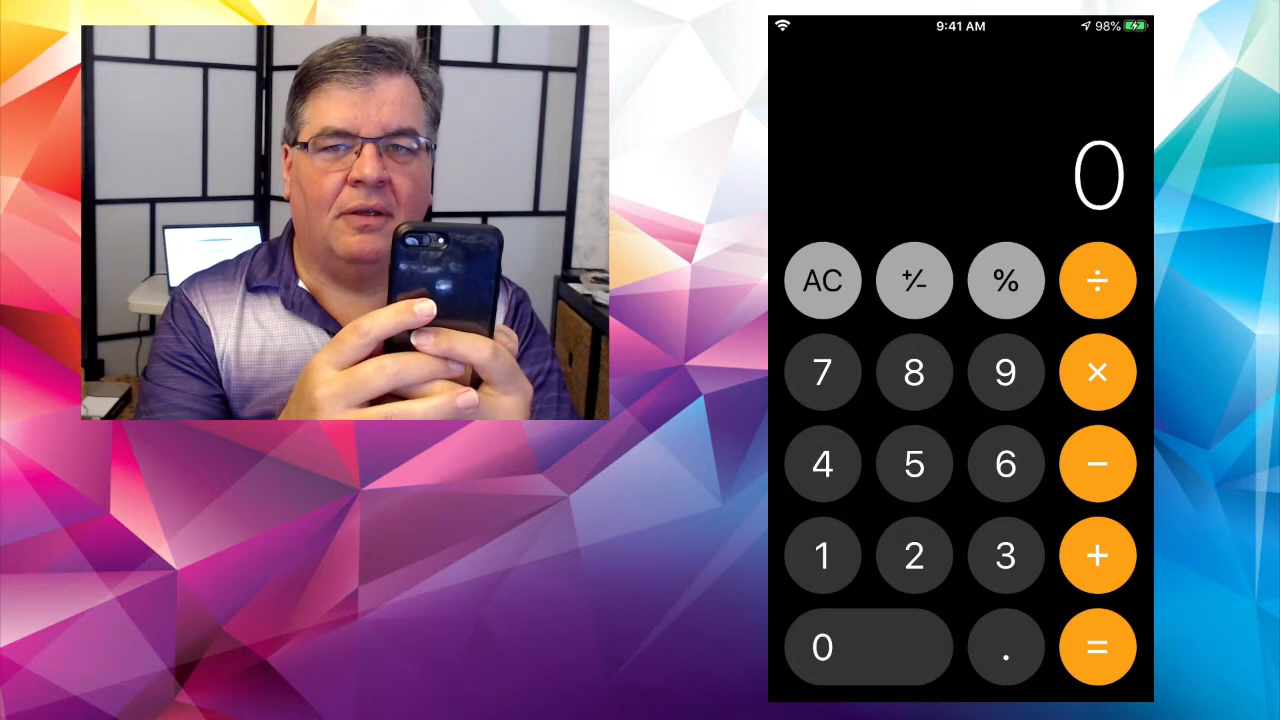 9:41 AM 98%
0
AC +/- % ÷
7 8 9 ×
4 5 6 −
1 2 3 +
0 . =